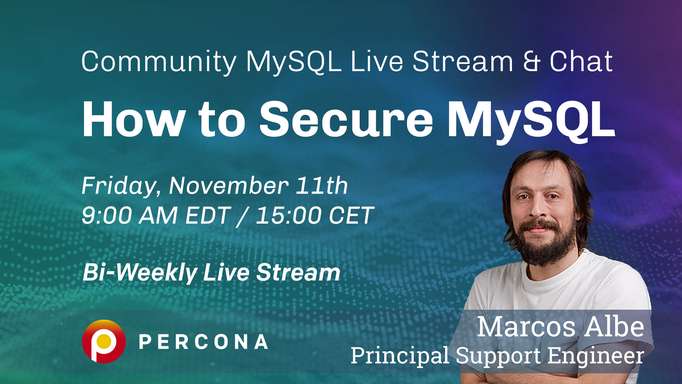 Community MySQL Live Stream & Chat
How to Secure MySQL
Friday, November 11th
9:00 AM EDT / 15:00 CET
Bi-Weekly Live Stream
PERCONA
Marcos Albe
Principal Support Engineer